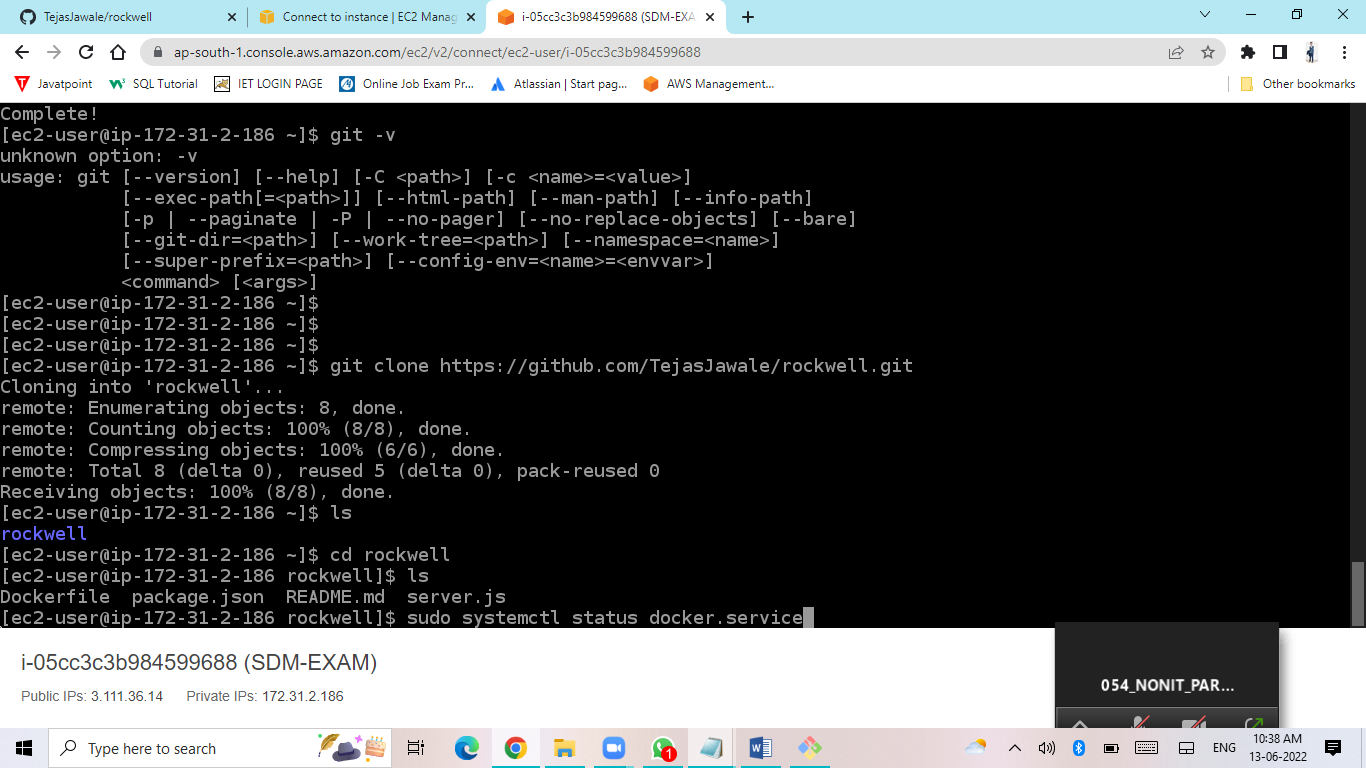 TejasJawale/rockwell
Connect to instance | EC2 Manag
i-05cc3c3b984599688 (SDM-EXA
ap-south-1.console.aws.amazon.com/ec2/v2/connect/ec2-user/i-05cc3c3b984599688
Javatpoint
SQL Tutorial
IET LOGIN PAGE
Online Job Exam Pr...
Atlassian | Start pag...
AWS Management...
Other bookmarks
Complete!
[ec2-user@ip-172-31-2-186 ~]$ git -v
unknown option: -v
usage: git [--version] [--help] [-C <path>] [-c <name>=<value>]
[--exec-path[=<path>]] [--html-path] [--man-path] [--info-path]
[-p | --paginate | -P | --no-pager] [--no-replace-objects] [--bare]
[--git-dir=<path>] [--work-tree=<path>] [--namespace=<name>]
[--super-prefix=<path>] [--config-env=<name>=<envvar>]
<command> [<args>]
[ec2-user@ip-172-31-2-186 ~]$
[ec2-user@ip-172-31-2-186 ~]$
[ec2-user@ip-172-31-2-186 ~]$
[ec2-user@ip-172-31-2-186 ~]$ git clone https://github.com/TejasJawale/rockwell.git
Cloning into 'rockwell'...
remote: Enumerating objects: 8, done.
remote: Counting objects: 100% (8/8), done.
remote: Compressing objects: 100% (6/6), done.
remote: Total 8 (delta 0), reused 5 (delta 0), pack-reused 0
Receiving objects: 100% (8/8), done.
[ec2-user@ip-172-31-2-186 ~]$ ls
rockwell
[ec2-user@ip-172-31-2-186 ~]$ cd rockwell
[ec2-user@ip-172-31-2-186 rockwell]$ ls
Dockerfile package.json README.md server.js
[ec2-user@ip-172-31-2-186 rockwell]$ sudo systemctl status docker.service
i-05cc3c3b984599688 (SDM-EXAM)
Public IPs: 3.111.36.14 Private IPs: 172.31.2.186
054_NONIT_PAR...
Type here to search
1
ENG
10:38 AM
13-06-2022